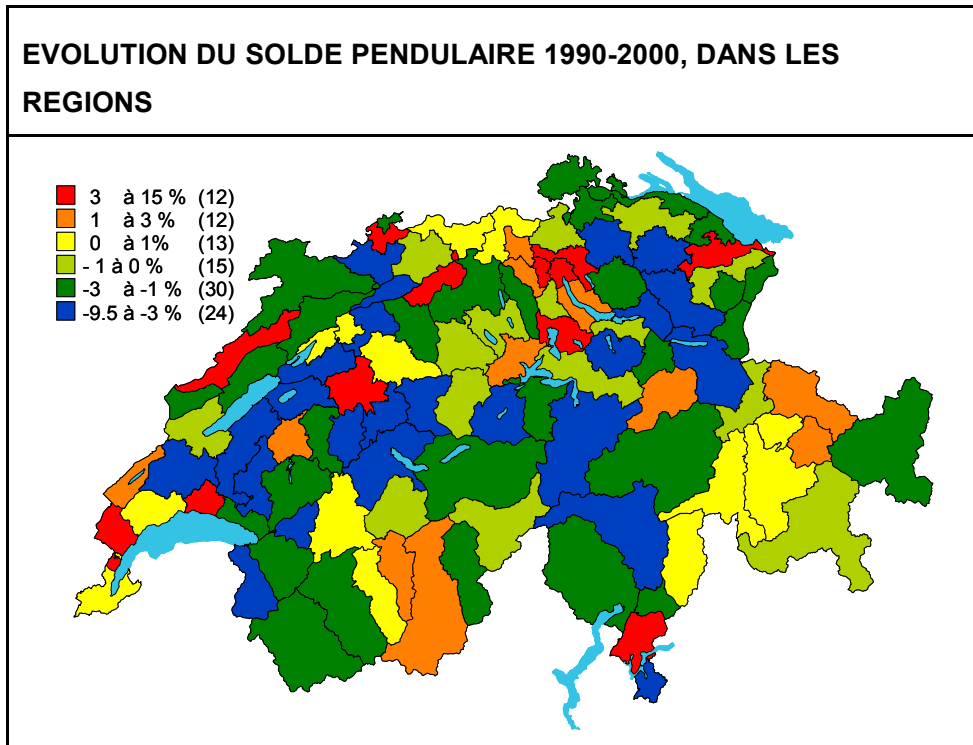 EVOLUTION DU SOLDE PENDULAIRE 1990-2000, DANS LES
REGIONS
3 à 15 % (12)
1 à 3 % (12)
0 à 1% (13)
- 1 à 0 % (15)
-3 à -1 % (30)
-9.5 à -3 % (24)